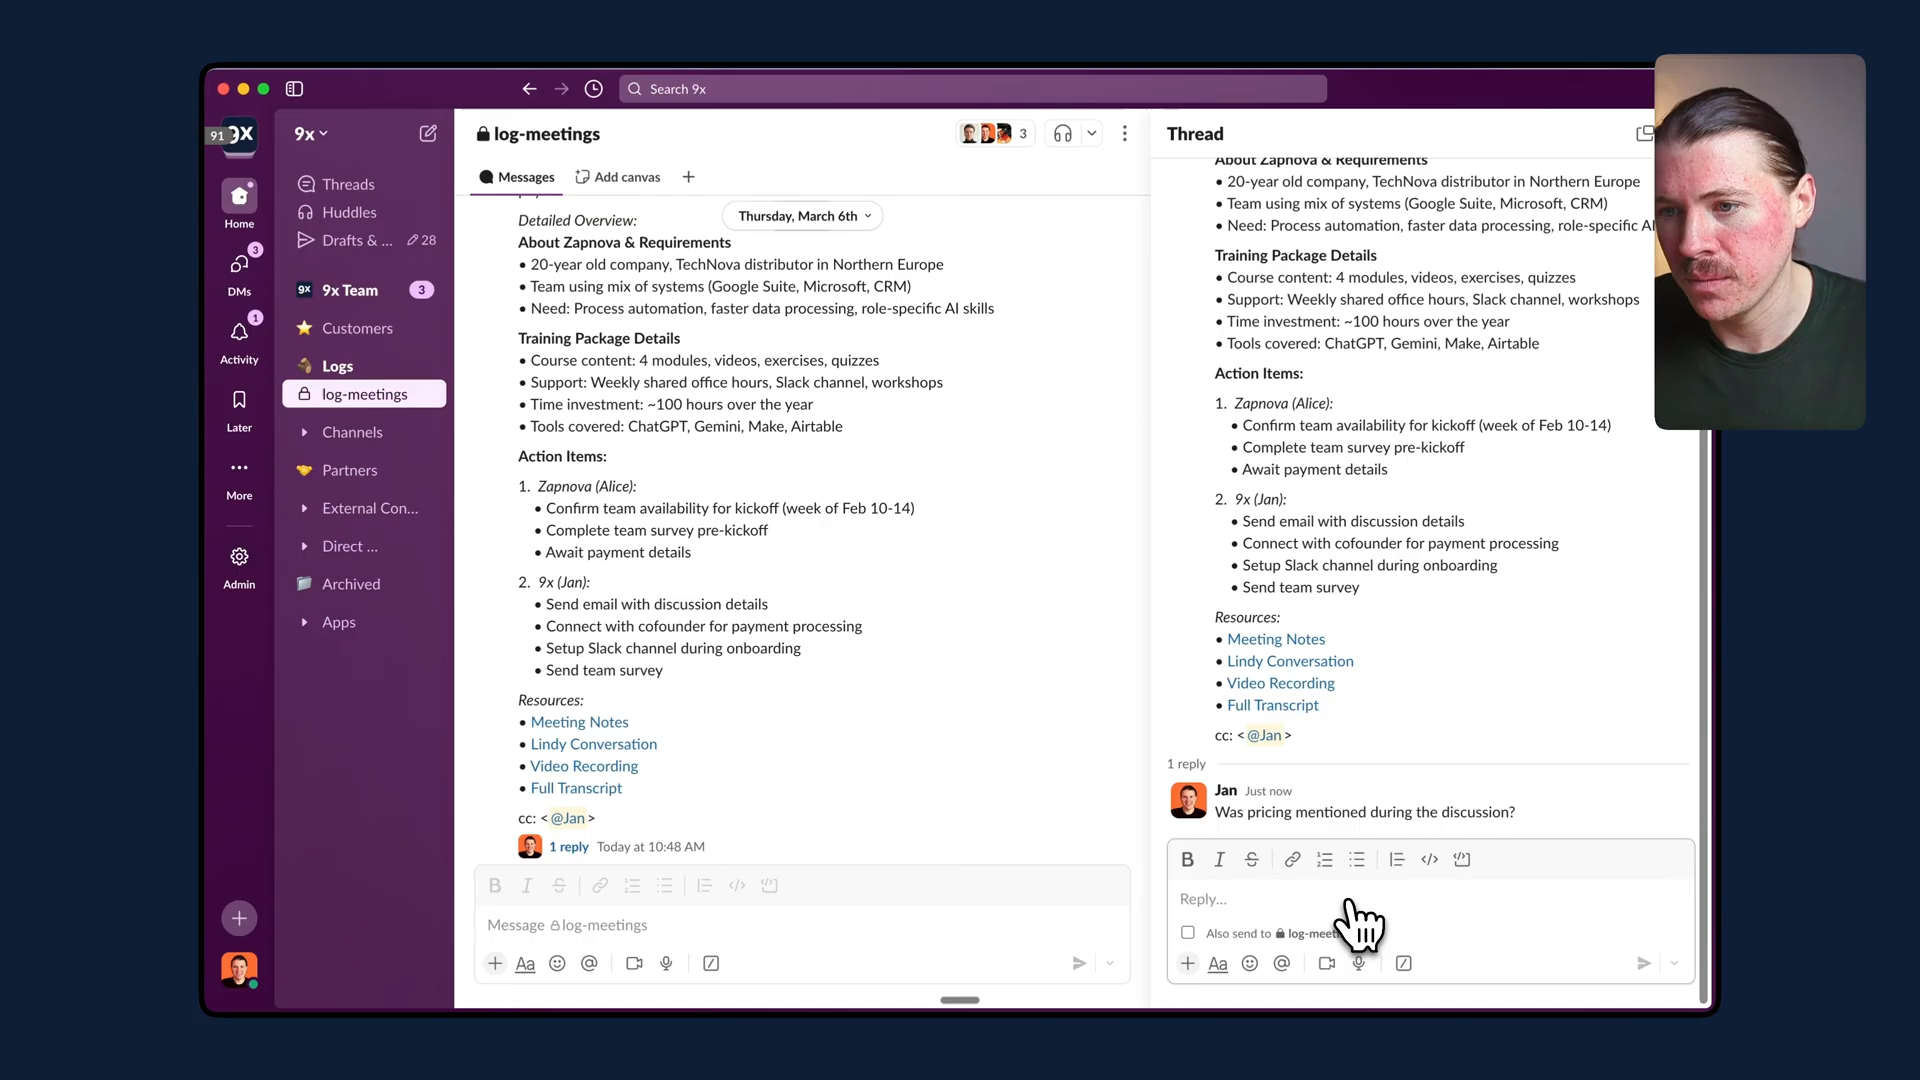 Search 9x
91
9x
9x
Home
3
DMs
1
Activity
Later
More
Admin
Threads
Huddles
Drafts & ... 28
9x 9x Team 3
Customers
Logs
log-meetings
Channels
Partners
External Con...
Direct ...
Archived
Apps
log-meetings
3
Messages
Add canvas
Thursday, March 6th
Detailed Overview:
About Zapnova & Requirements
• 20-year old company, TechNova distributor in Northern Europe
• Team using mix of systems (Google Suite, Microsoft, CRM)
• Need: Process automation, faster data processing, role-specific AI skills
Training Package Details
• Course content: 4 modules, videos, exercises, quizzes
• Support: Weekly shared office hours, Slack channel, workshops
• Time investment: ~100 hours over the year
• Tools covered: ChatGPT, Gemini, Make, Airtable
Action Items:
1. Zapnova (Alice):
• Confirm team availability for kickoff (week of Feb 10-14)
• Complete team survey pre-kickoff
• Await payment details
2. 9x (Jan):
• Send email with discussion details
• Connect with cofounder for payment processing
• Setup Slack channel during onboarding
• Send team survey
Resources:
• Meeting Notes
• Lindy Conversation
• Video Recording
• Full Transcript
cc: < @Jan >
1 reply Today at 10:48 AM
Message log-meetings
Aa
Thread
About Zapnova & Requirements
• 20-year old company, TechNova distributor in Northern Europe
• Team using mix of systems (Google Suite, Microsoft, CRM)
• Need: Process automation, faster data processing, role-specific AI
Training Package Details
• Course content: 4 modules, videos, exercises, quizzes
• Support: Weekly shared office hours, Slack channel, workshops
• Time investment: ~100 hours over the year
• Tools covered: ChatGPT, Gemini, Make, Airtable
Action Items:
1. Zapnova (Alice):
• Confirm team availability for kickoff (week of Feb 10-14)
• Complete team survey pre-kickoff
• Await payment details
2. 9x (Jan):
• Send email with discussion details
• Connect with cofounder for payment processing
• Setup Slack channel during onboarding
• Send team survey
Resources:
• Meeting Notes
• Lindy Conversation
• Video Recording
• Full Transcript
cc: < @Jan >
1 reply
Jan Just now
Was pricing mentioned during the discussion?
Reply...
Also send to log-meet
Aa